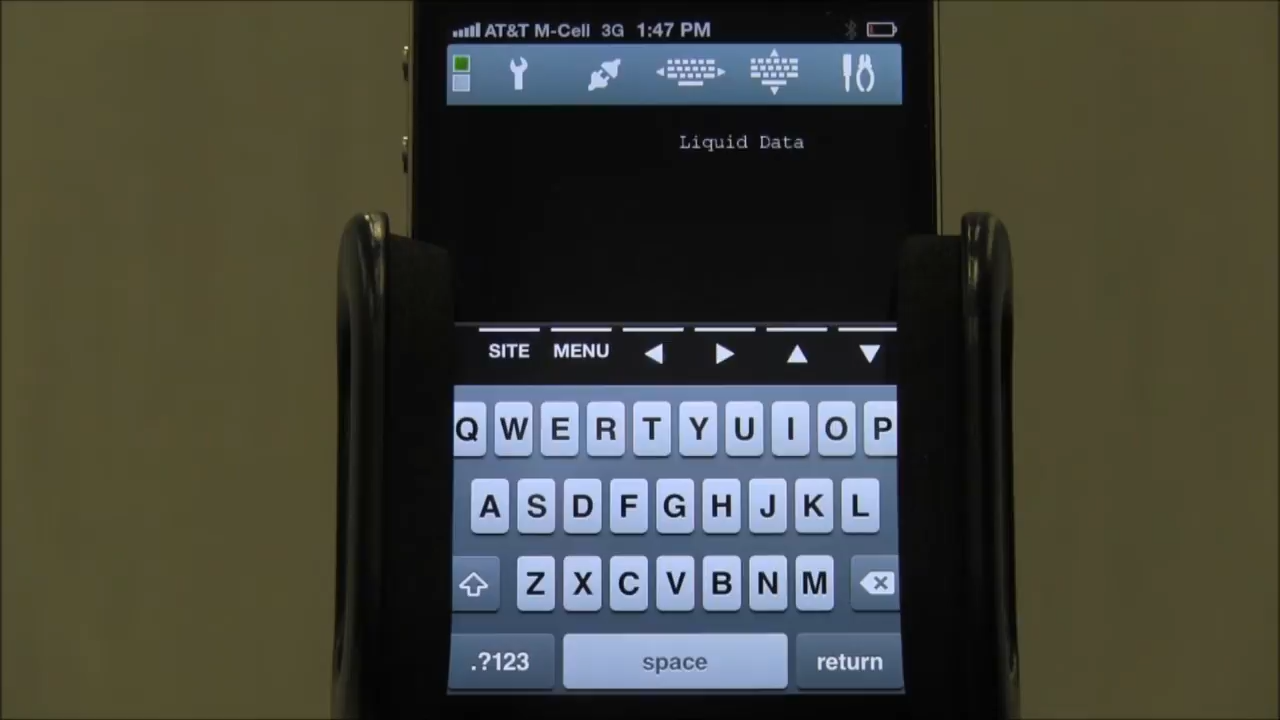 AT&T M-Cell 3G 1:47 PM
Liquid Data
SITE MENU ◀ ▶ ▲ ▼
Q W E R T Y U I O P
A S D F G H J K L
Z X C V B N M
.?123 space return